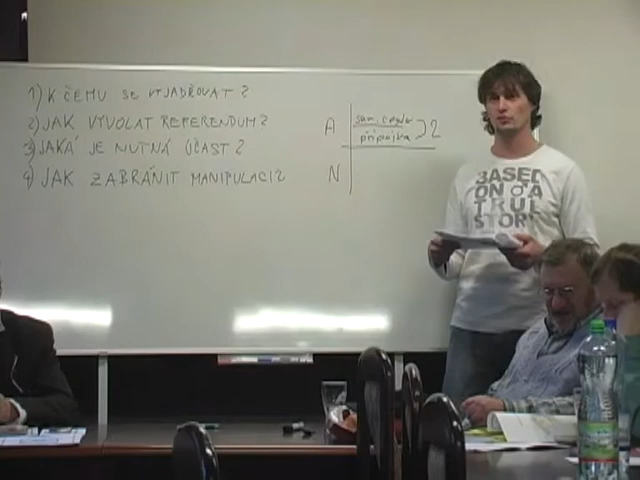 1) K ČEMU SE VYJADŘOVAT?
2) JAK VYVOLAT REFERENDUM?
3) JAKÁ JE NUTNÁ ÚČAST?
4) JAK ZABRÁNIT MANIPULACI?
A
2
N
BASED
ON A
TRUE
STORY